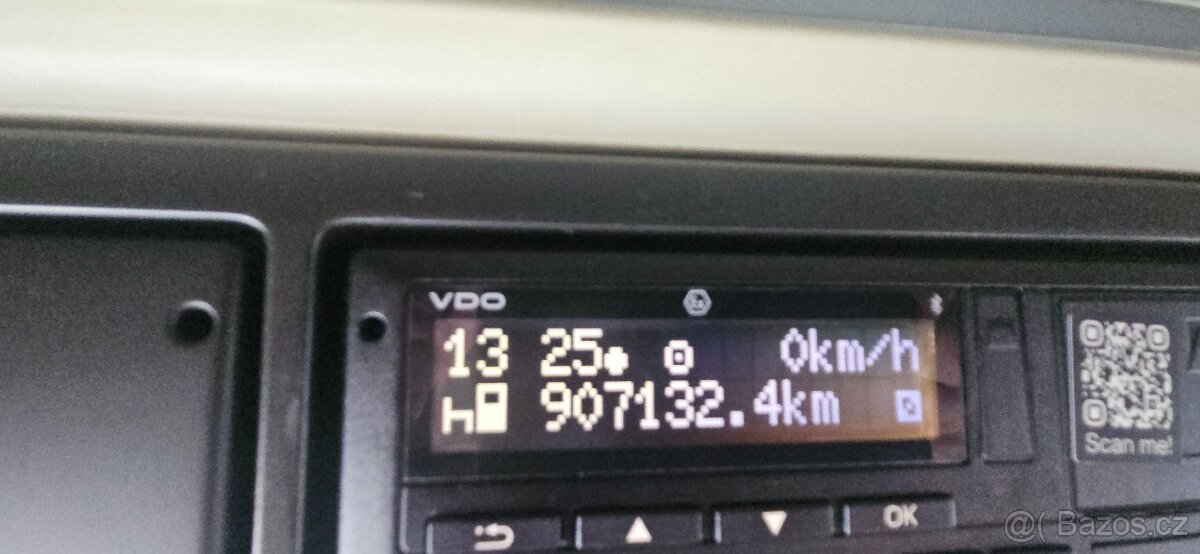 VDO
13 25 0km/h
h 907132.4km
Scan me!
OK
@( Bazos.cz